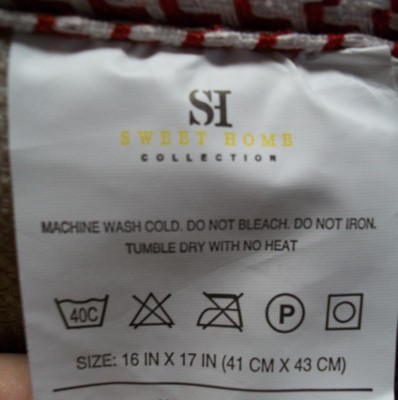 SH
SWEET HOME
COLLECTION
MACHINE WASH COLD. DO NOT BLEACH. DO NOT IRON.
TUMBLE DRY WITH NO HEAT
40C P
SIZE: 16 IN X 17 IN (41 CM X 43 CM)